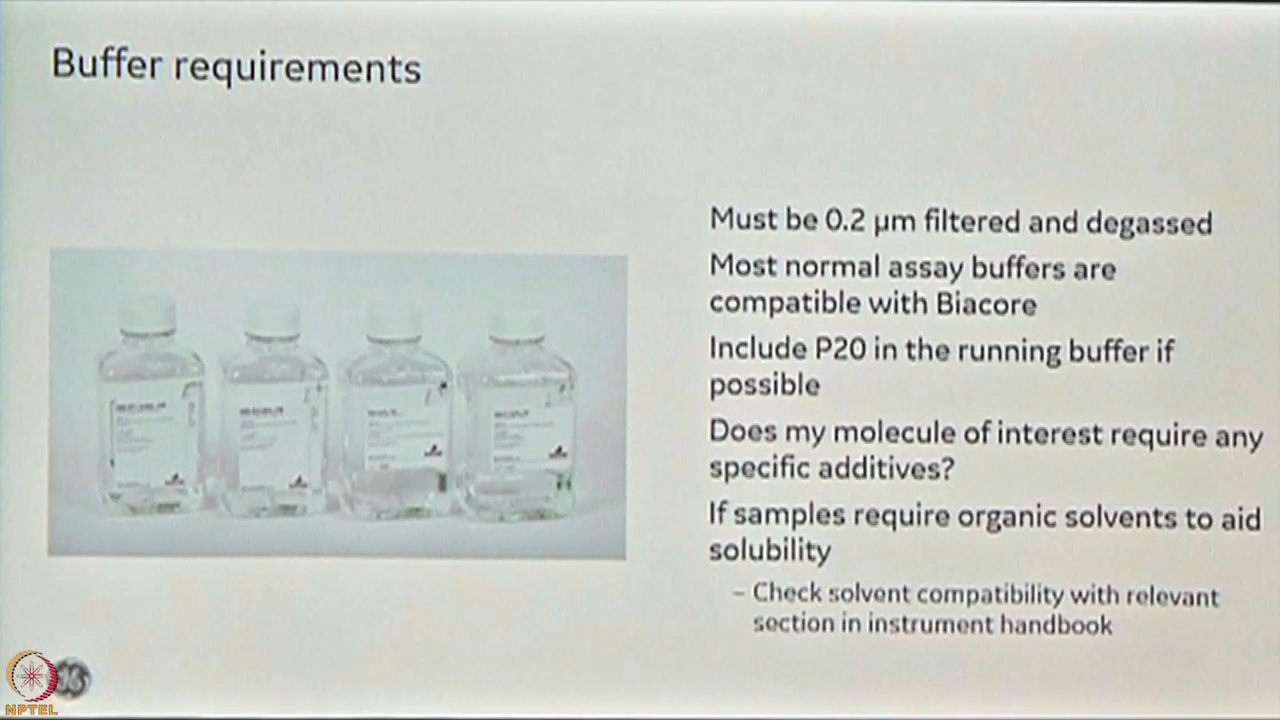 Buffer requirements
Must be 0.2 µm filtered and degassed
Most normal assay buffers are
compatible with Biacore
Include P20 in the running buffer if
possible
Does my molecule of interest require any
specific additives?
If samples require organic solvents to aid
solubility
– Check solvent compatibility with relevant
section in instrument handbook
NPTEL